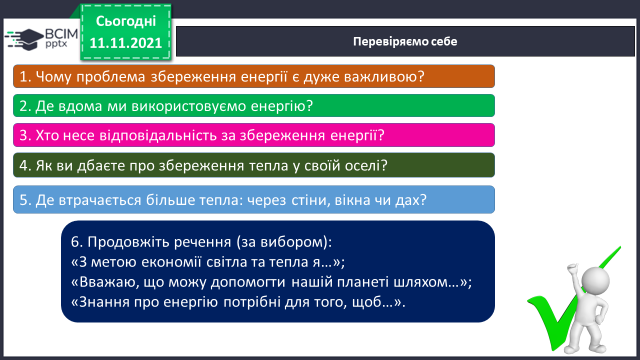 Сьогодні
11.11.2021
BCIM
pptx
Перевіряємо себе
1. Чому проблема збереження енергії є дуже важливою?
2. Де вдома ми використовуємо енергію?
3. Хто несе відповідальність за збереження енергії?
4. Як ви дбаєте про збереження тепла у своїй оселі?
5. Де втрачається більше тепла: через стіни, вікна чи дах?
6. Продовжіть речення (за вибором):
«З метою економії світла та тепла я…»;
«Вважаю, що можу допомогти нашій планеті шляхом…»;
«Знання про енергію потрібні для того, щоб…».